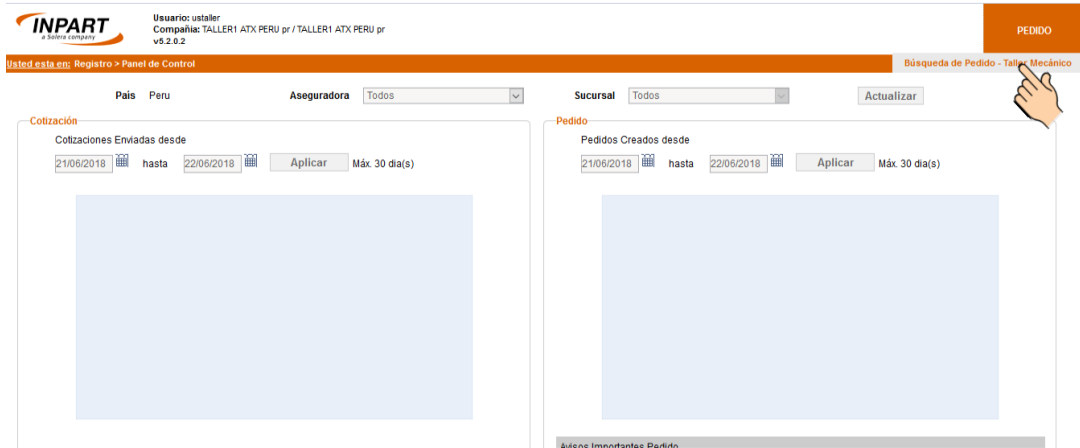 INPART
a Solera company
Usuario: ustaller
Compañia: TALLER1 ATX PERU pr / TALLER1 ATX PERU pr
v5.2.0.2
PEDIDO
Usted esta en: Registro > Panel de Control
Búsqueda de Pedido - Taller Mecánico
Pais Peru Aseguradora Todos Sucursal Todos Actualizar
Cotización
Cotizaciones Enviadas desde
21/06/2018 hasta 22/06/2018 Aplicar Máx. 30 dia(s)
Pedido
Pedidos Creados desde
21/06/2018 hasta 22/06/2018 Aplicar Máx. 30 dia(s)
Avisos Importantes Pedido